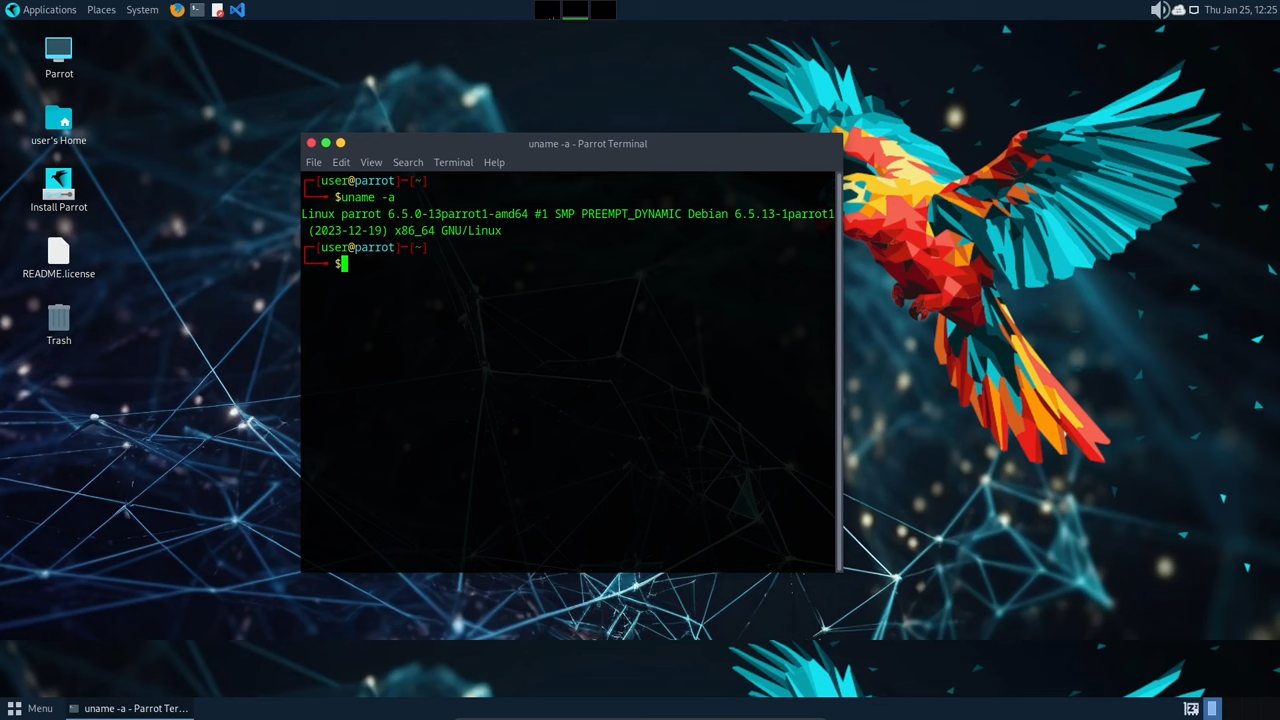 Applications Places System
Thu Jan 25, 12:25
Parrot
user's Home
Install Parrot
README.license
Trash
uname -a - Parrot Terminal
File Edit View Search Terminal Help
┌─[user@parrot]─[~]
└──╼ $uname -a
Linux parrot 6.5.0-13parrot1-amd64 #1 SMP PREEMPT_DYNAMIC Debian 6.5.13-1parrot1
(2023-12-19) x86_64 GNU/Linux
┌─[user@parrot]─[~]
└──╼ $
Menu uname -a - Parrot Ter…